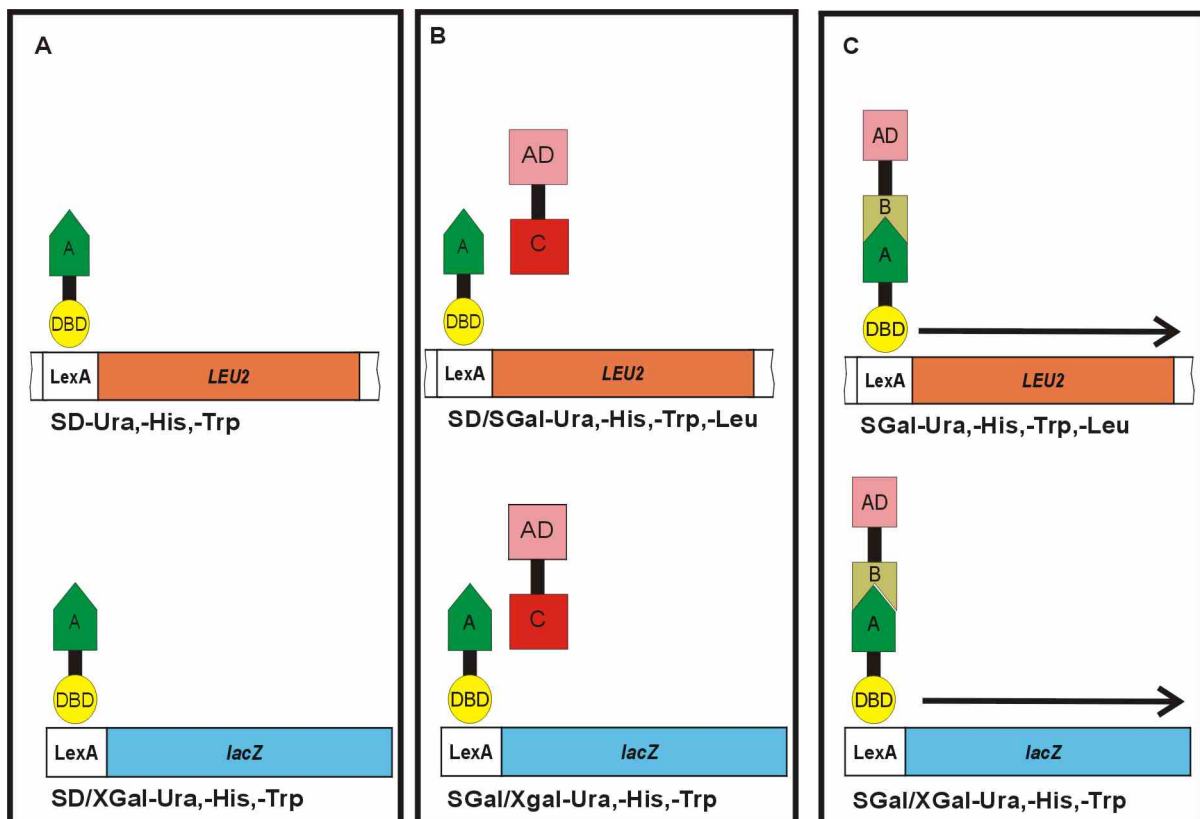 A
A
DBD
LexA LEU2
SD-Ura,-His,-Trp
A
DBD
LexA lacZ
SD/XGal-Ura,-His,-Trp
B
AD
A C
DBD
LexA LEU2
SD/SGal-Ura,-His,-Trp,-Leu
AD
A C
DBD
LexA lacZ
SGal/Xgal-Ura,-His,-Trp
C
AD
B
A
DBD
LexA LEU2
SGal-Ura,-His,-Trp,-Leu
AD
B
A
DBD
LexA lacZ
SGal/XGal-Ura,-His,-Trp